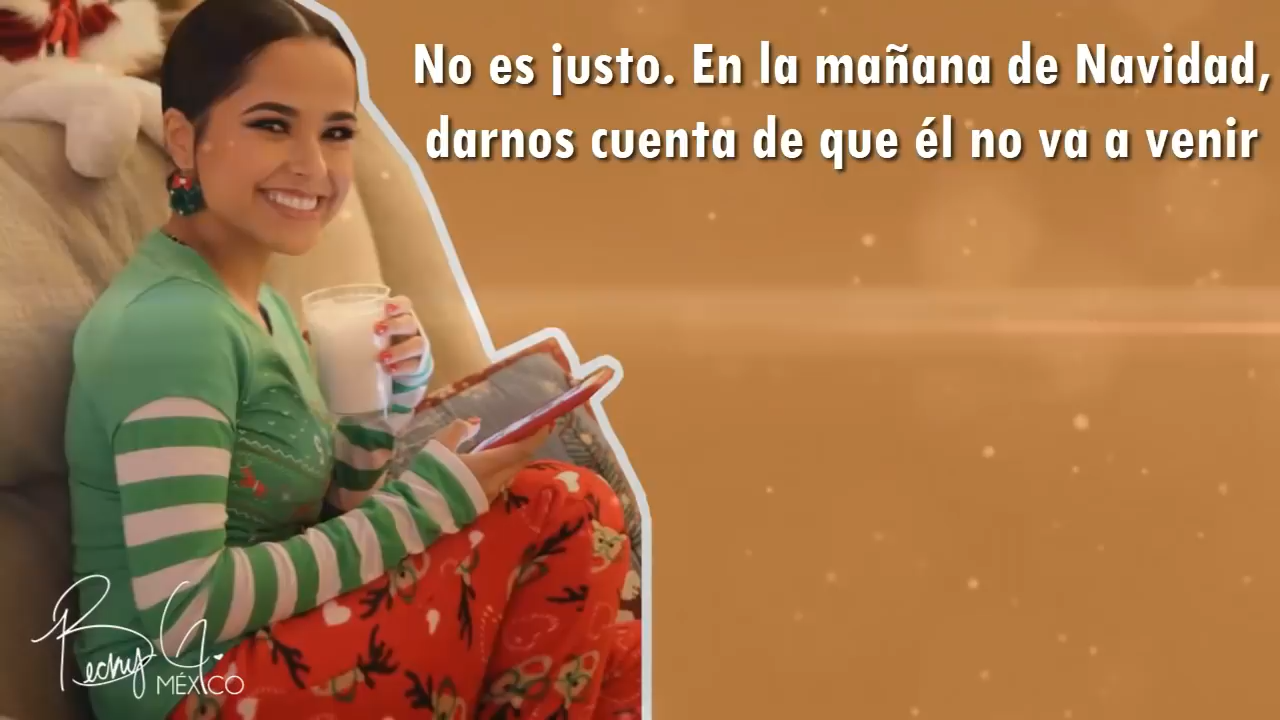 No es justo. En la mañana de Navidad,
darnos cuenta de que él no va a venir
Becky G.
MÉXICO